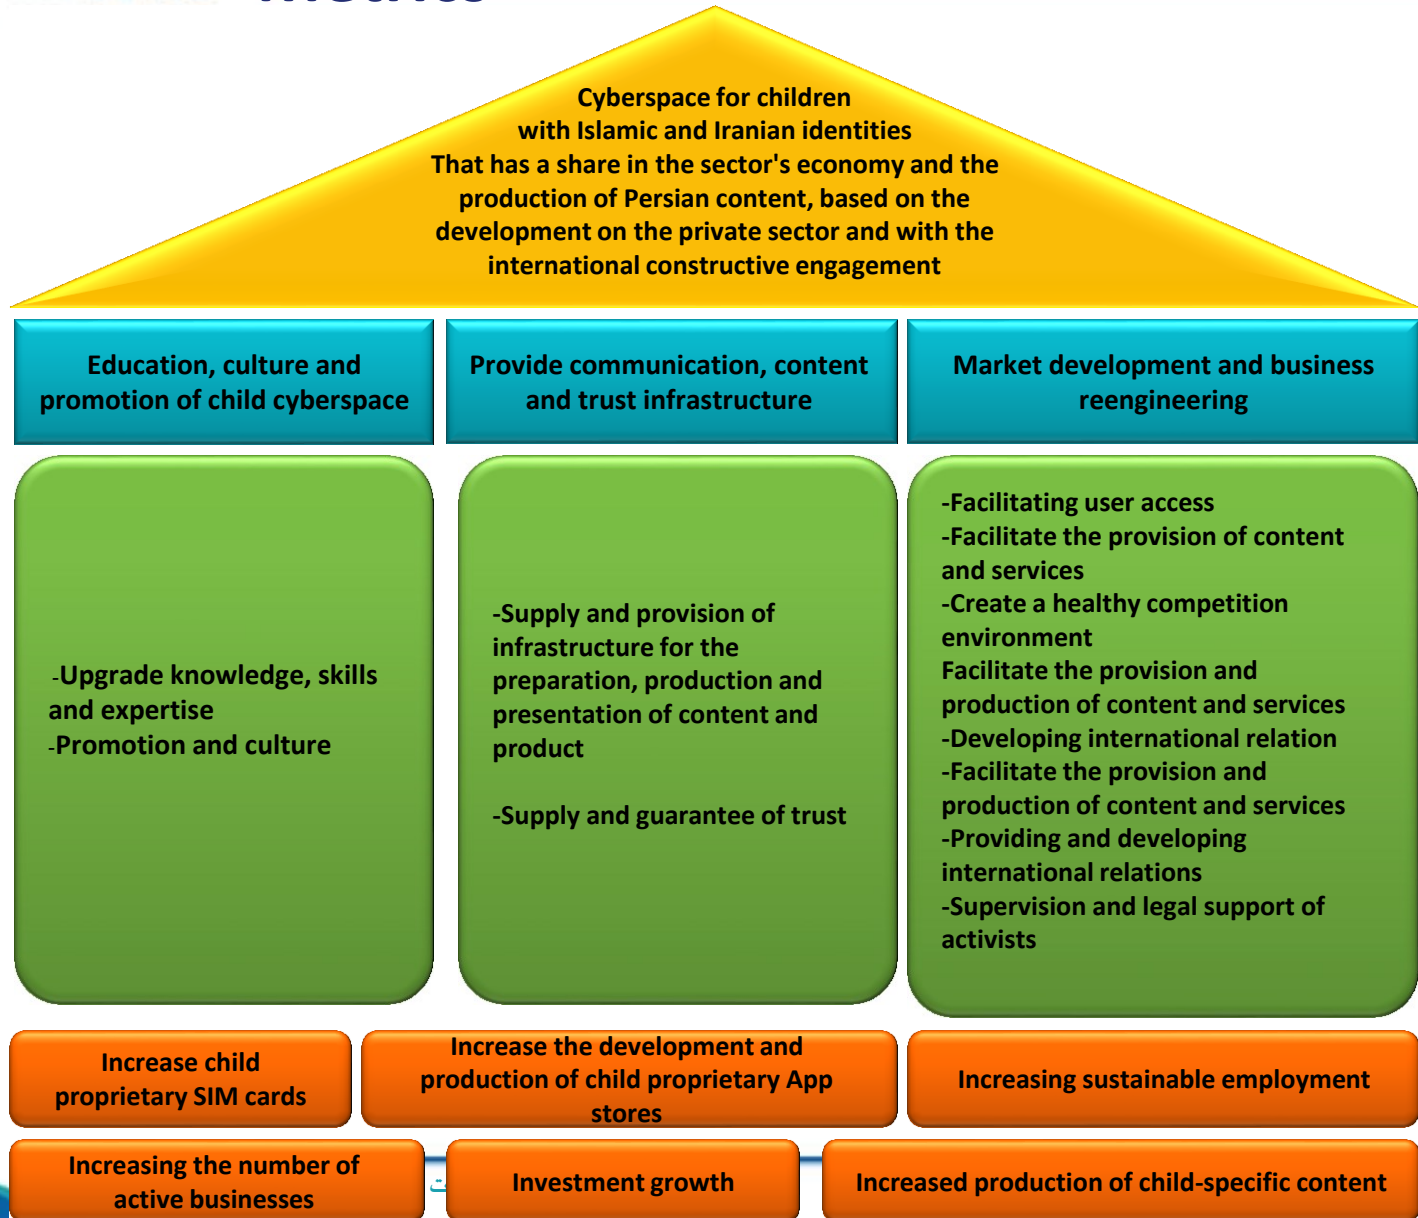 Cyberspace for children
with Islamic and Iranian identities
That has a share in the sector's economy and the
production of Persian content, based on the
development on the private sector and with the
international constructive engagement
Education, culture and
promotion of child cyberspace
Provide communication, content
and trust infrastructure
Market development and business
reengineering
-Upgrade knowledge, skills
and expertise
-Promotion and culture
-Supply and provision of
infrastructure for the
preparation, production and
presentation of content and
product
-Supply and guarantee of trust
-Facilitating user access
-Facilitate the provision of content
and services
-Create a healthy competition
environment
Facilitate the provision and
production of content and services
-Developing international relation
-Facilitate the provision and
production of content and services
-Providing and developing
international relations
-Supervision and legal support of
activists
Increase child
proprietary SIM cards
Increase the development and
production of child proprietary App
stores
Increasing sustainable employment
Increasing the number of
active businesses
Investment growth
Increased production of child-specific content